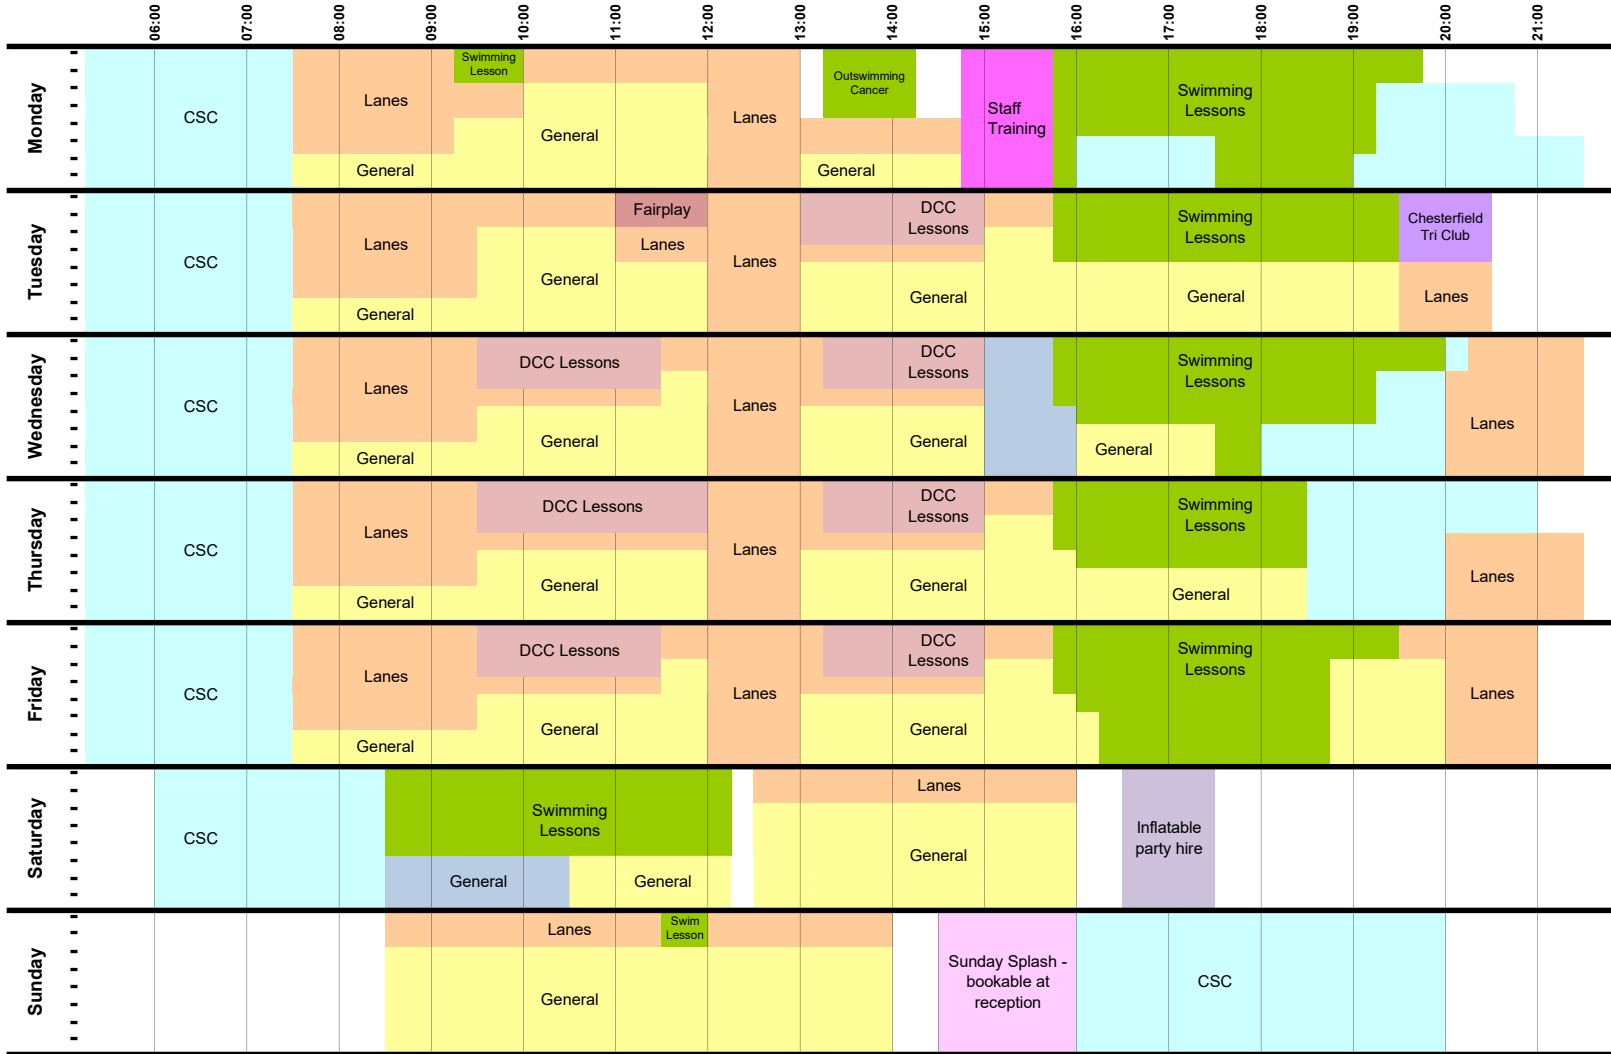 06:00 07:00 08:00 09:00 10:00 11:00 12:00 13:00 14:00 15:00 16:00 17:00 18:00 19:00 20:00 21:00
Monday
CSC
Lanes
General
Swimming
Lesson
General
Lanes
Outswimming
Cancer
General
Staff
Training
Swimming
Lessons
Tuesday
CSC
Lanes
General
General
Fairplay
Lanes
Lanes
DCC
Lessons
General
Swimming
Lessons
General
Chesterfield
Tri Club
Lanes
Wednesday
CSC
Lanes
General
DCC Lessons
General
Lanes
DCC
Lessons
General
Swimming
Lessons
General
Lanes
Thursday
CSC
Lanes
General
DCC Lessons
General
Lanes
DCC
Lessons
General
Swimming
Lessons
General
Lanes
Friday
CSC
Lanes
General
DCC Lessons
General
Lanes
DCC
Lessons
General
Swimming
Lessons
Lanes
Saturday
CSC
Swimming
Lessons
General
General
Lanes
General
Inflatable
party hire
Sunday
Lanes
Swim
Lesson
General
Sunday Splash -
bookable at
reception
CSC